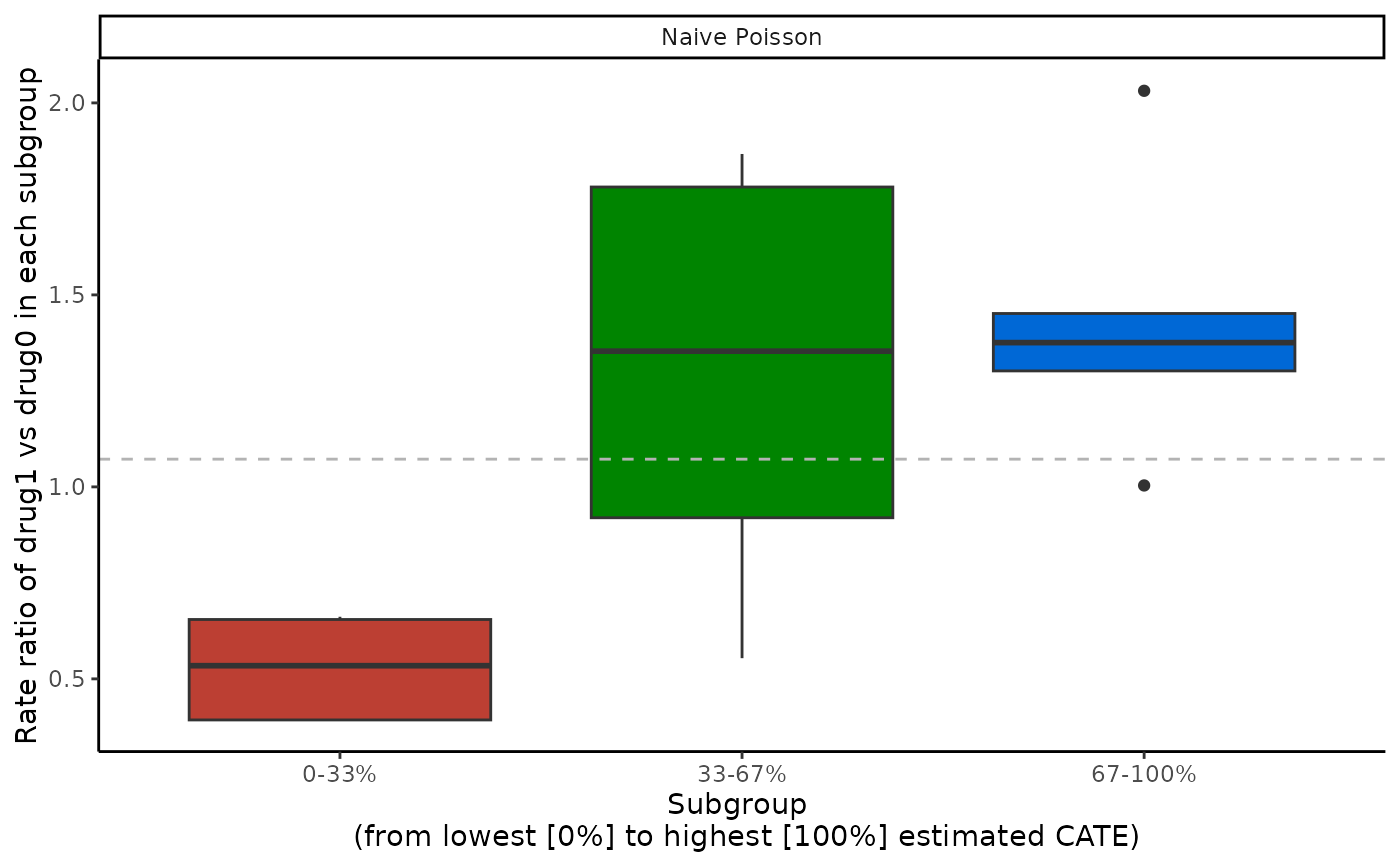 Naive Poisson
Rate ratio of drug1 vs drug0 in each subgroup
2.0
1.5
1.0
0.5
0-33%
33-67%
67-100%
Subgroup
(from lowest [0%] to highest [100%] estimated CATE)